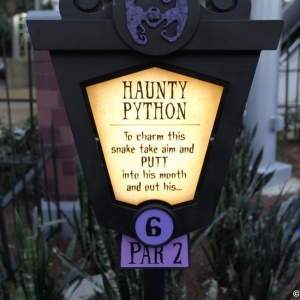 HAUNTY
PYTHON
To charm this
snake take aim and
PUTT
into his mouth
and out his...
6
PAR 2
©